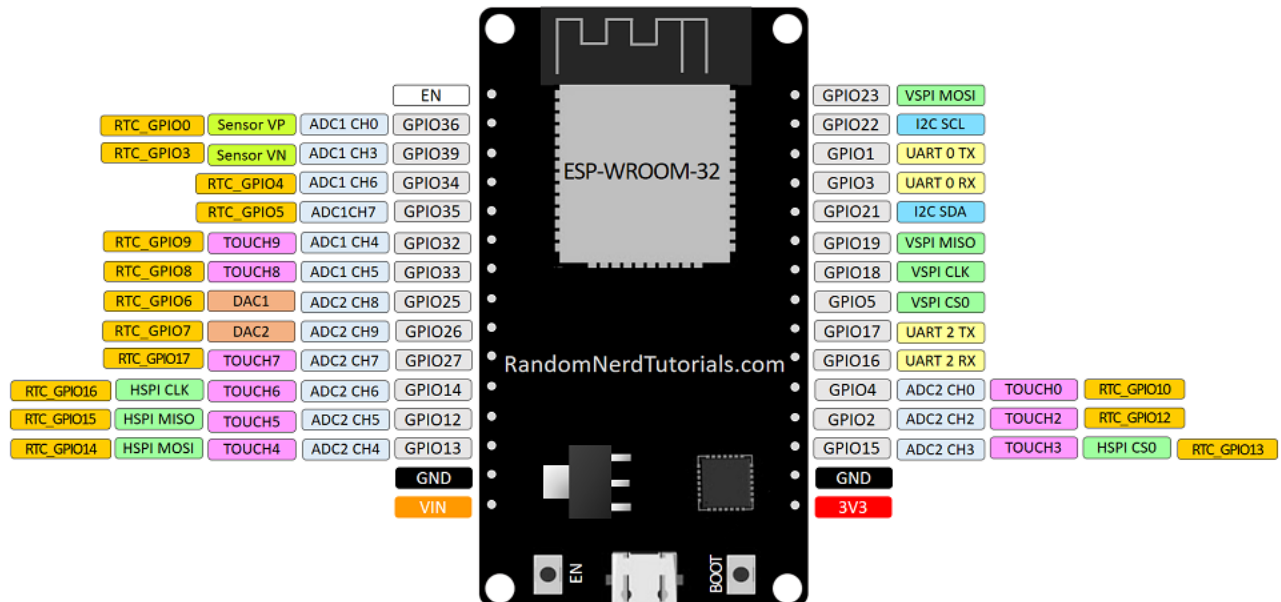 EN GPIO23 VSPI MOSI
RTC_GPIO0 Sensor VP ADC1 CH0 GPIO36 GPIO22 I2C SCL
RTC_GPIO3 Sensor VN ADC1 CH3 GPIO39 GPIO1 UART 0 TX
ESP-WROOM-32
RTC_GPIO4 ADC1 CH6 GPIO34 GPIO3 UART 0 RX
RTC_GPIO5 ADC1CH7 GPIO35 GPIO21 I2C SDA
RTC_GPIO9 TOUCH9 ADC1 CH4 GPIO32 GPIO19 VSPI MISO
RTC_GPIO8 TOUCH8 ADC1 CH5 GPIO33 GPIO18 VSPI CLK
RTC_GPIO6 DAC1 ADC2 CH8 GPIO25 GPIO5 VSPI CS0
RTC_GPIO7 DAC2 ADC2 CH9 GPIO26 GPIO17 UART 2 TX
RTC_GPIO17 TOUCH7 ADC2 CH7 GPIO27 RandomNerdTutorials.com GPIO16 UART 2 RX
RTC_GPIO16 HSPI CLK TOUCH6 ADC2 CH6 GPIO14 GPIO4 ADC2 CH0 TOUCH0 RTC_GPIO10
RTC_GPIO15 HSPI MISO TOUCH5 ADC2 CH5 GPIO12 GPIO2 ADC2 CH2 TOUCH2 RTC_GPIO12
RTC_GPIO14 HSPI MOSI TOUCH4 ADC2 CH4 GPIO13 GPIO15 ADC2 CH3 TOUCH3 HSPI CS0 RTC_GPIO13
GND GND
VIN 3V3
EN BOOT